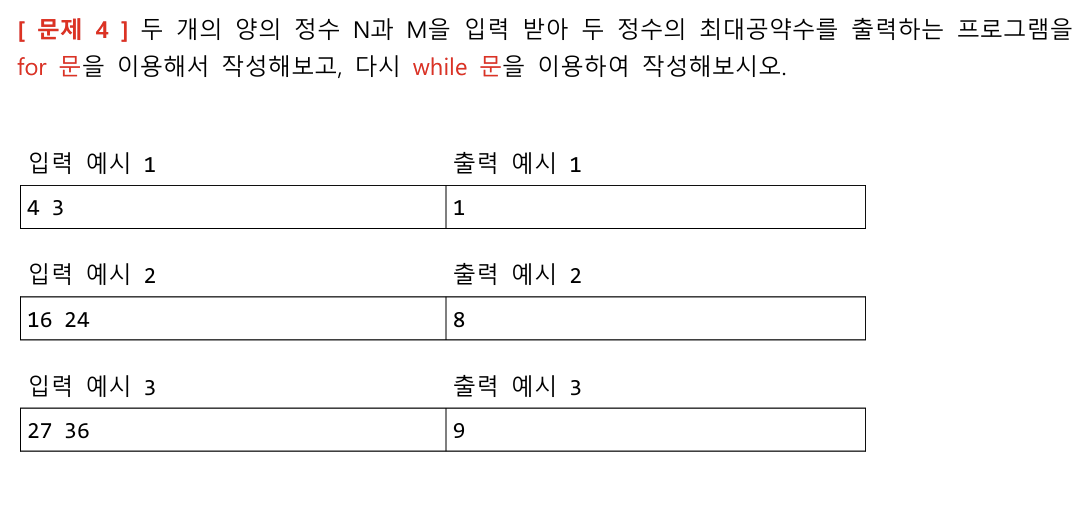 [ 문제 4 ] 두 개의 양의 정수 N과 M을 입력 받아 두 정수의 최대공약수를 출력하는 프로그램을
for 문을 이용해서 작성해보고, 다시 while 문을 이용하여 작성해보시오.
입력 예시 1 출력 예시 1
4 3 1
입력 예시 2 출력 예시 2
16 24 8
입력 예시 3 출력 예시 3
27 36 9